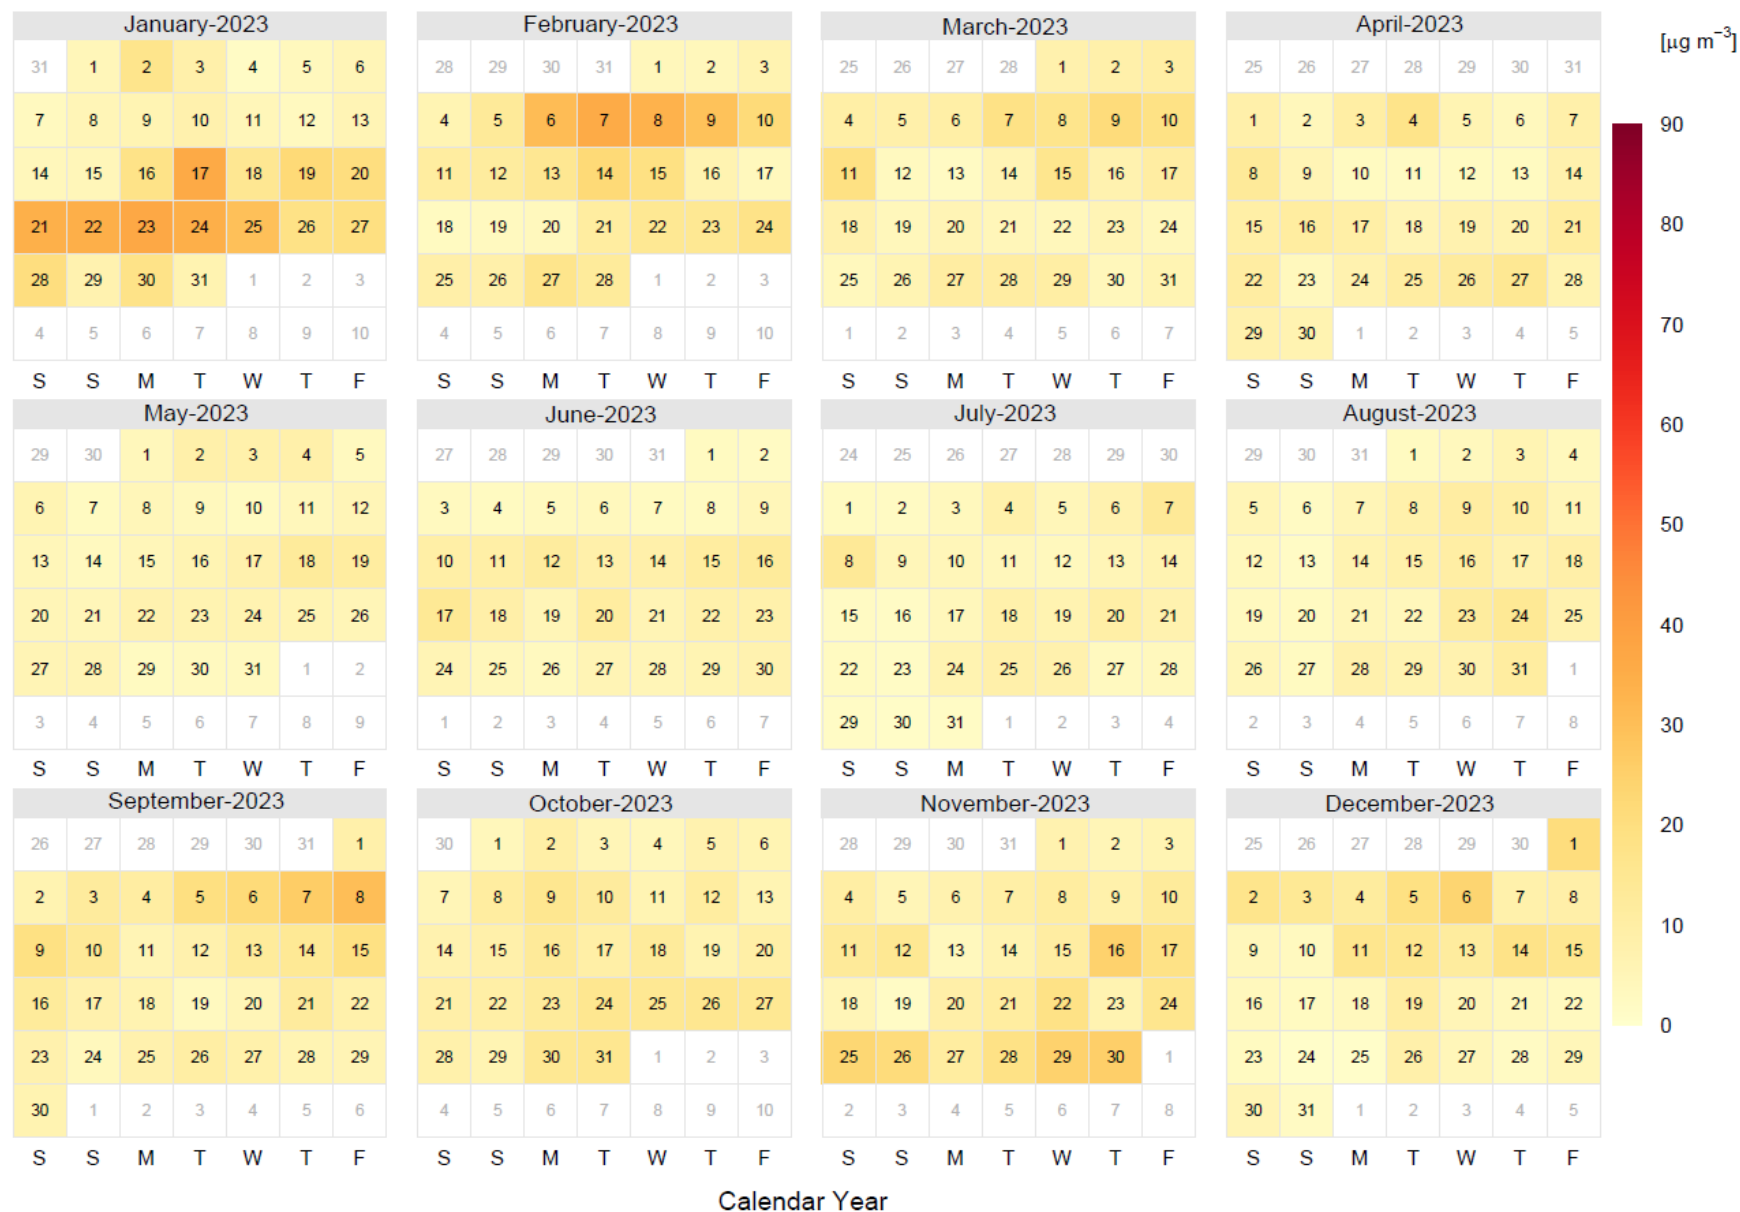 January-2023 February-2023 March-2023 April-2023 [μg m⁻³]
31 1 2 3 4 5 6 28 29 30 31 1 2 3 25 26 27 28 1 2 3 25 26 27 28 29 30 31
7 8 9 10 11 12 13 4 5 6 7 8 9 10 4 5 6 7 8 9 10 1 2 3 4 5 6 7 90
14 15 16 17 18 19 20 11 12 13 14 15 16 17 11 12 13 14 15 16 17 8 9 10 11 12 13 14
21 22 23 24 25 26 27 18 19 20 21 22 23 24 18 19 20 21 22 23 24 15 16 17 18 19 20 21 80
28 29 30 31 1 2 3 25 26 27 28 1 2 3 25 26 27 28 29 30 31 22 23 24 25 26 27 28
4 5 6 7 8 9 10 4 5 6 7 8 9 10 1 2 3 4 5 6 7 29 30 1 2 3 4 5 70
S S M T W T F S S M T W T F S S M T W T F S S M T W T F
May-2023 June-2023 July-2023 August-2023 60
29 30 1 2 3 4 5 27 28 29 30 31 1 2 24 25 26 27 28 29 30 29 30 31 1 2 3 4
6 7 8 9 10 11 12 3 4 5 6 7 8 9 1 2 3 4 5 6 7 5 6 7 8 9 10 11 50
13 14 15 16 17 18 19 10 11 12 13 14 15 16 8 9 10 11 12 13 14 12 13 14 15 16 17 18
20 21 22 23 24 25 26 17 18 19 20 21 22 23 15 16 17 18 19 20 21 19 20 21 22 23 24 25 40
27 28 29 30 31 1 2 24 25 26 27 28 29 30 22 23 24 25 26 27 28 26 27 28 29 30 31 1
3 4 5 6 7 8 9 1 2 3 4 5 6 7 29 30 31 1 2 3 4 2 3 4 5 6 7 8 30
S S M T W T F S S M T W T F S S M T W T F S S M T W T F
September-2023 October-2023 November-2023 December-2023
26 27 28 29 30 31 1 30 1 2 3 4 5 6 28 29 30 31 1 2 3 25 26 27 28 29 30 1 20
2 3 4 5 6 7 8 7 8 9 10 11 12 13 4 5 6 7 8 9 10 2 3 4 5 6 7 8
9 10 11 12 13 14 15 14 15 16 17 18 19 20 11 12 13 14 15 16 17 9 10 11 12 13 14 15 10
16 17 18 19 20 21 22 21 22 23 24 25 26 27 18 19 20 21 22 23 24 16 17 18 19 20 21 22 0
23 24 25 26 27 28 29 28 29 30 31 1 2 3 25 26 27 28 29 30 1 23 24 25 26 27 28 29
30 1 2 3 4 5 6 4 5 6 7 8 9 10 2 3 4 5 6 7 8 30 31 1 2 3 4 5
S S M T W T F S S M T W T F S S M T W T F S S M T W T F
Calendar Year